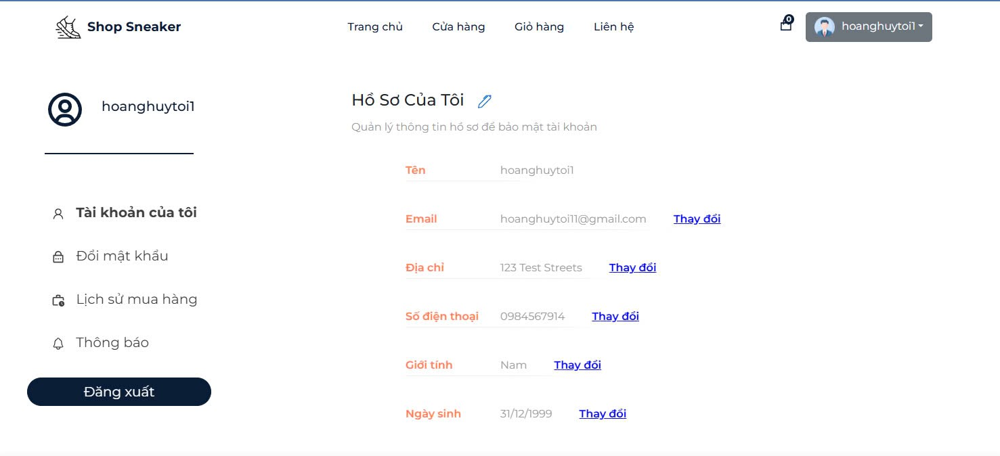 Shop Sneaker
Trang chủ Cửa hàng Giỏ hàng Liên hệ
0
hoanghuytoi1
hoanghuytoi1
Tài khoản của tôi
Đổi mật khẩu
Lịch sử mua hàng
Thông báo
Đăng xuất
Hồ Sơ Của Tôi
Quản lý thông tin hồ sơ để bảo mật tài khoản
Tên hoanghuytoi1
Email hoanghuytoi11@gmail.com Thay đổi
Địa chỉ 123 Test Streets Thay đổi
Số điện thoại 0984567914 Thay đổi
Giới tính Nam Thay đổi
Ngày sinh 31/12/1999 Thay đổi